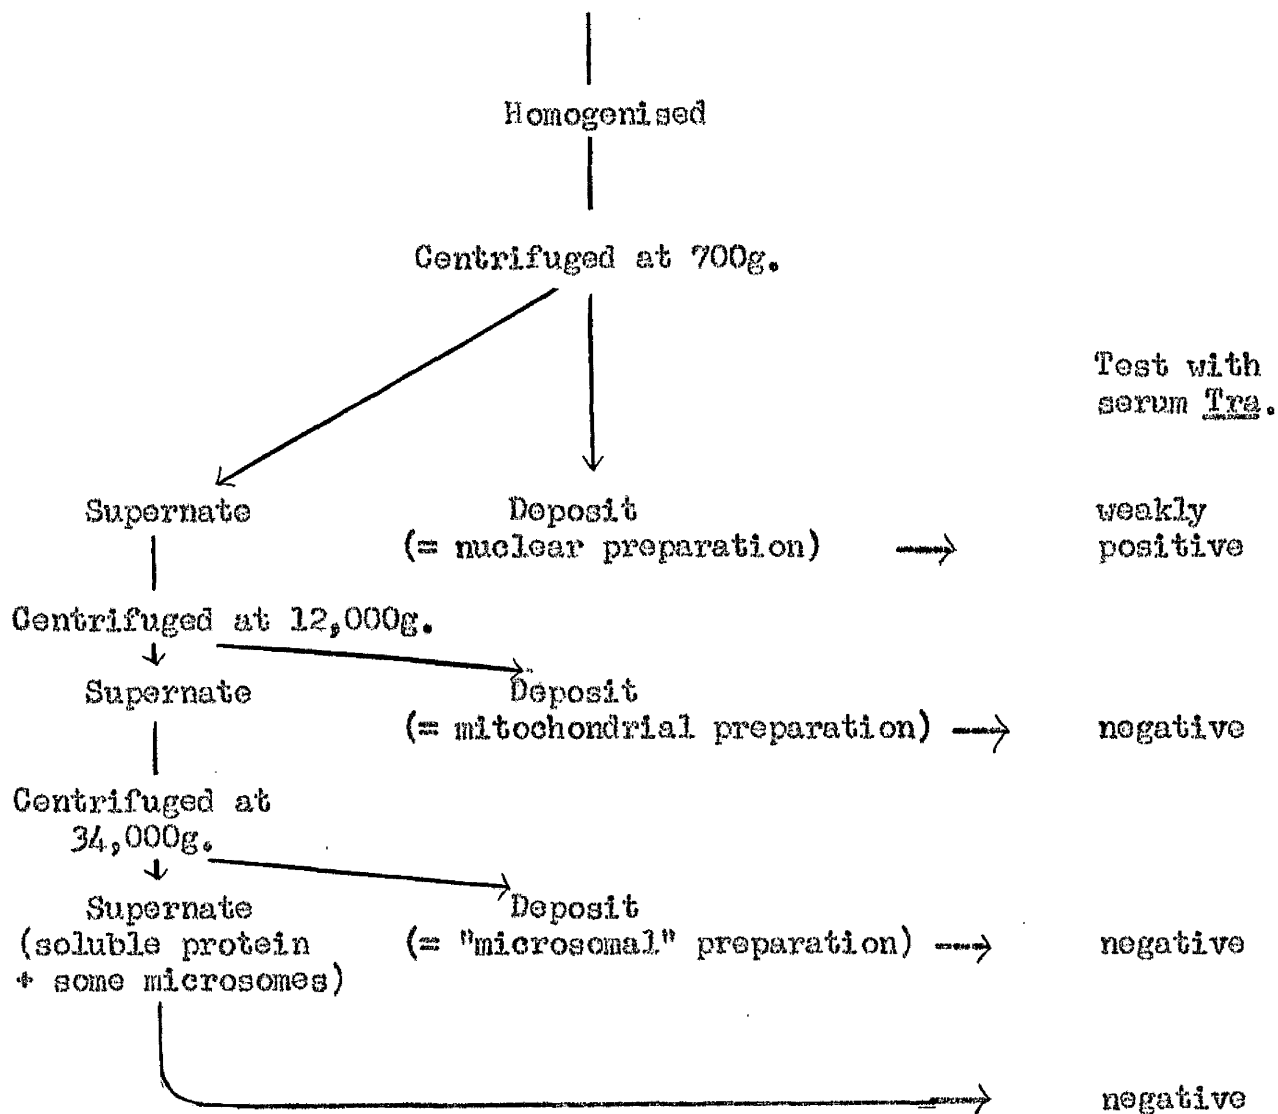 Homogenised
Centrifuged at 700g.
Test with
serum Tra.
Supernate
Deposit
(= nuclear preparation)
weakly
positive
Centrifuged at 12,000g.
Supernate
Deposit
(= mitochondrial preparation)
negative
Centrifuged at
34,000g.
Supernate
(soluble protein
+ some microsomes)
Deposit
(= "microsomal" preparation)
negative
negative